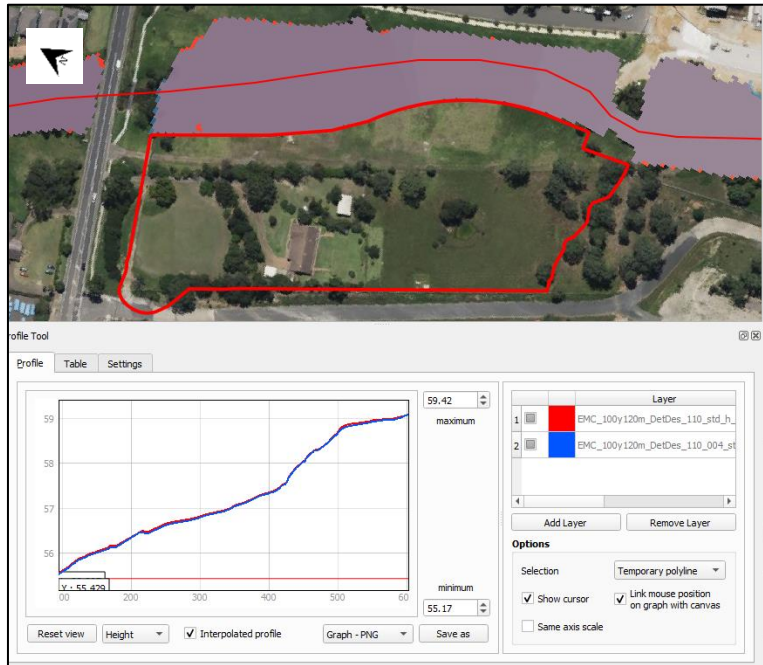 rofile Tool
Profile Table Settings
59
58
57
56
Y : 55.429
00 200 300 400 500 60
59.42
maximum
minimum
55.17
Layer
1 EMC_100y120m_DetDes_110_std_h_
2 EMC_100y120m_DetDes_110_004_st
Add Layer Remove Layer
Options
Selection Temporary polyline
Show cursor
Link mouse position
on graph with canvas
Same axis scale
Reset view Height Interpolated profile Graph - PNG Save as